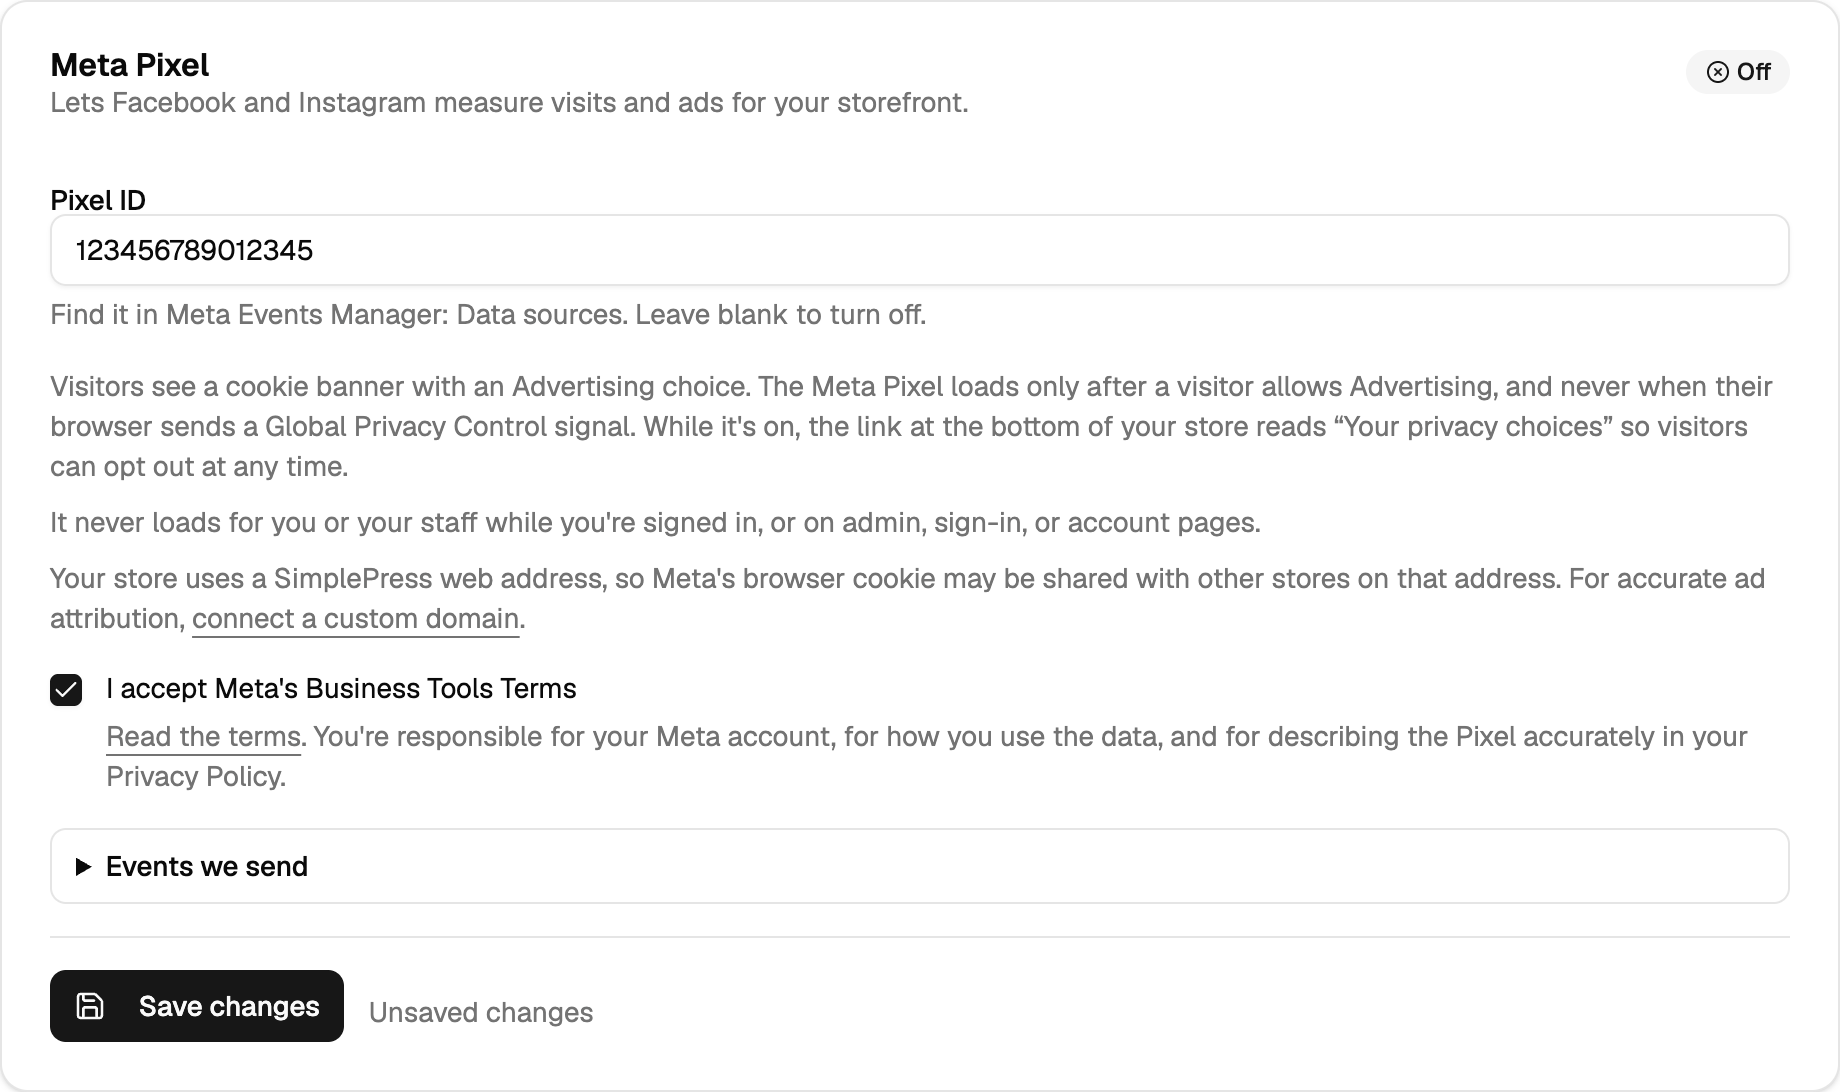 Meta Pixel
Off
Lets Facebook and Instagram measure visits and ads for your storefront.
Pixel ID
123456789012345
Find it in Meta Events Manager: Data sources. Leave blank to turn off.
Visitors see a cookie banner with an Advertising choice. The Meta Pixel loads only after a visitor allows Advertising, and never when their
browser sends a Global Privacy Control signal. While it's on, the link at the bottom of your store reads “Your privacy choices” so visitors
can opt out at any time.
It never loads for you or your staff while you're signed in, or on admin, sign-in, or account pages.
Your store uses a SimplePress web address, so Meta's browser cookie may be shared with other stores on that address. For accurate ad
attribution, connect a custom domain.
I accept Meta's Business Tools Terms
Read the terms. You're responsible for your Meta account, for how you use the data, and for describing the Pixel accurately in your
Privacy Policy.
Events we send
Save changes
Unsaved changes